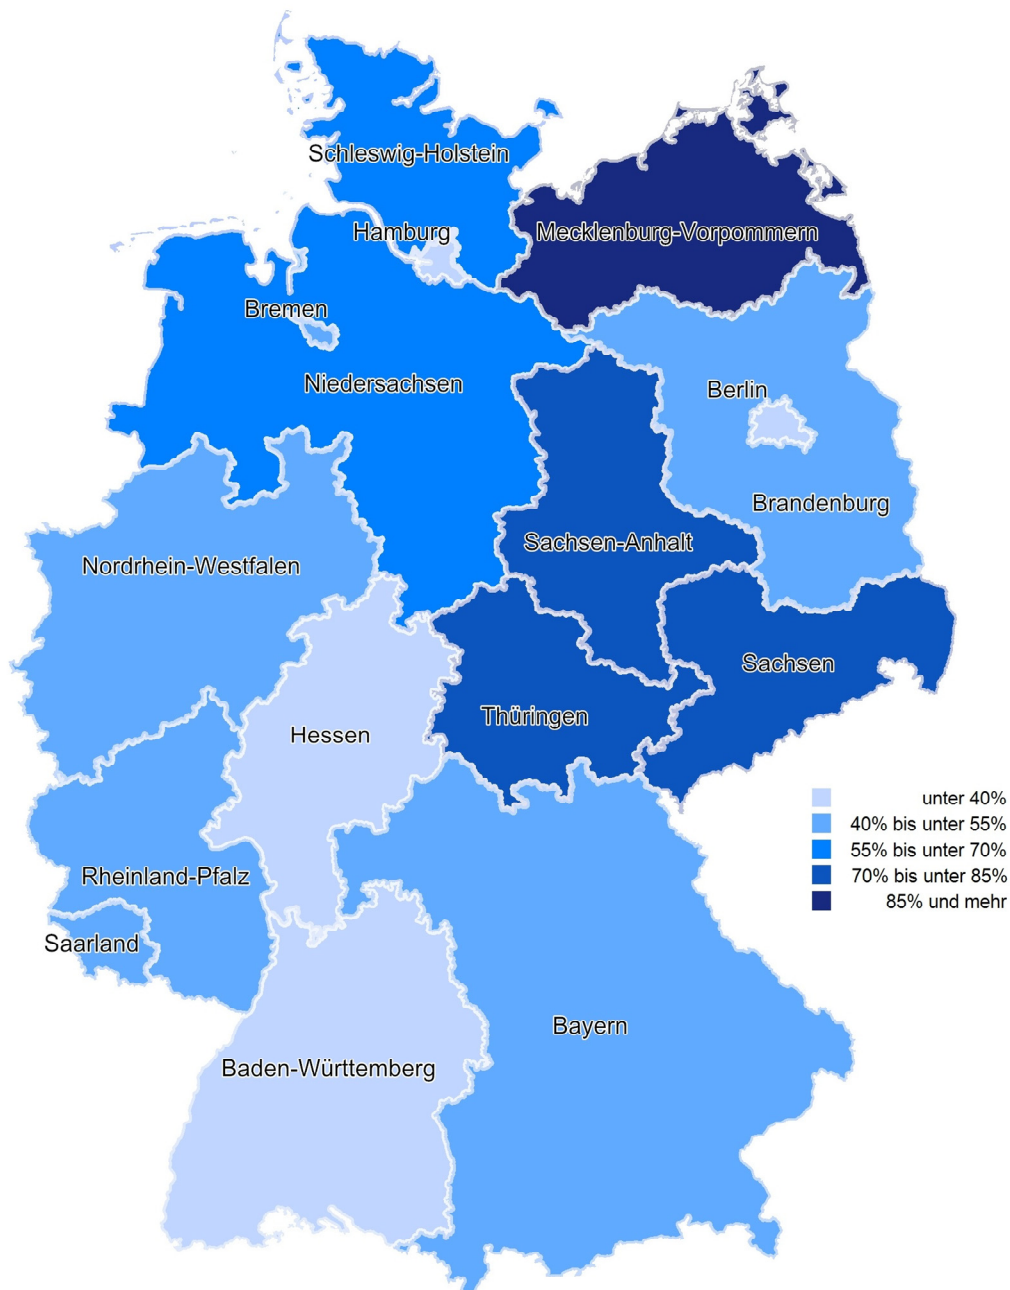 Schleswig-Holstein
Hamburg
Mecklenburg-Vorpommern
Bremen
Niedersachsen
Berlin
Brandenburg
Sachsen-Anhalt
Nordrhein-Westfalen
Sachsen
Thüringen
Hessen
unter 40%
40% bis unter 55%
55% bis unter 70%
70% bis unter 85%
85% und mehr
Rheinland-Pfalz
Saarland
Bayern
Baden-Württemberg